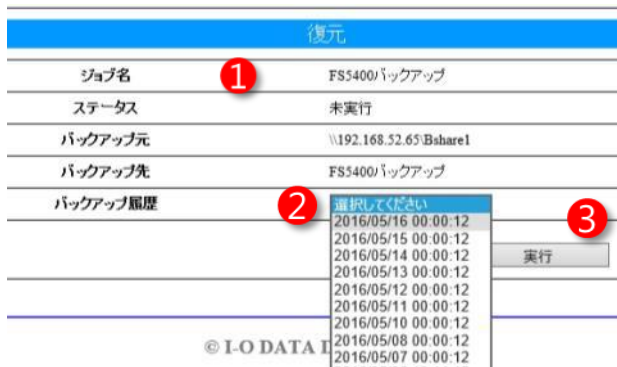 復元
ジョブ名 1 FS5400バックアップ
ステータス 未実行
バックアップ元 \\192.168.52.65\Bshare1
バックアップ先 FS5400バックアップ
バックアップ履歴 2 選択してください
2016/05/16 00:00:12 3
2016/05/15 00:00:12
2016/05/14 00:00:12 実行
2016/05/13 00:00:12
2016/05/12 00:00:12
2016/05/11 00:00:12
2016/05/10 00:00:12
2016/05/08 00:00:12
© I-O DATA
2016/05/07 00:00:12